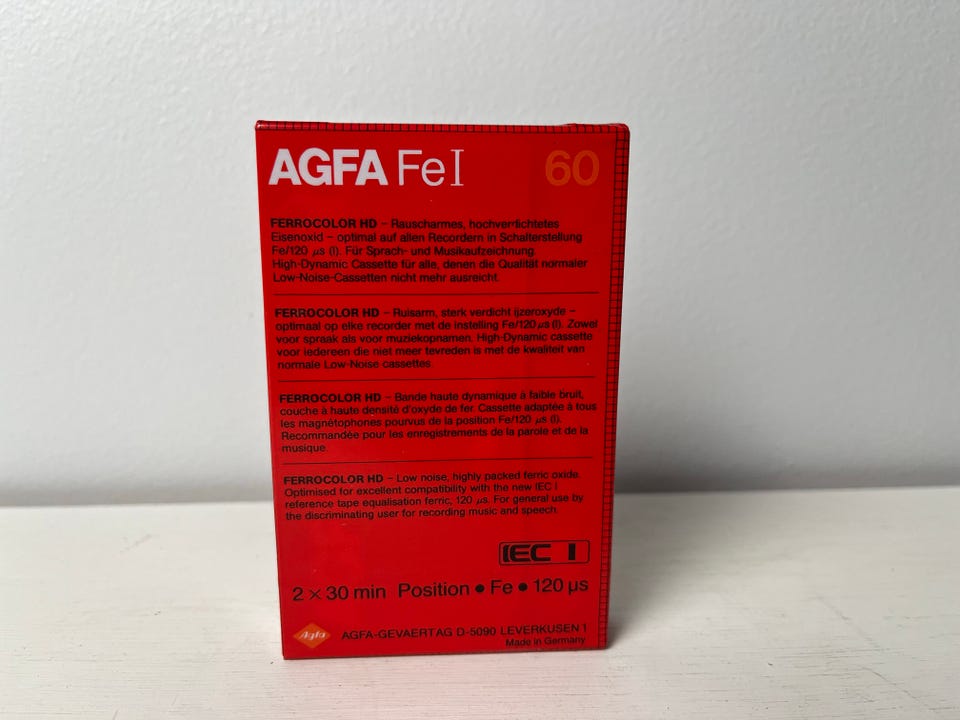 AGFA FeI 60
FERROCOLOR HD – Rauscharmes, hochverdichtetes
Eisenoxid – optimal auf allen Recordern in Schalterstellung
Fe/120 µs (I). Für Sprach- und Musikaufzeichnung.
High-Dynamic Cassette für alle, denen die Qualität normaler
Low-Noise-Cassetten nicht mehr ausreicht.
FERROCOLOR HD – Ruisarm, sterk verdicht ijzeroxyde –
optimaal op elke recorder met de instelling Fe/120 µs (I). Zowel
voor spraak als voor muziekopnamen. High-Dynamic cassette
voor iedereen die niet meer tevreden is met de kwaliteit van
normale Low-Noise cassettes
FERROCOLOR HD – Bande haute dynamique à faible bruit,
couche à haute densité d'oxyde de fer Cassette adaptée à tous
les magnétophones pourvus de la position Fe/120 µs (I).
Recommandée pour les enregistrements de la parole et de la
musique.
FERROCOLOR HD – Low noise, highly packed ferric oxide.
Optimised for excellent compatibility with the new IEC I
reference tape equalisation ferric, 120 µs. For general use by
the discriminating user for recording music and speech.
IEC I
2 × 30 min Position • Fe • 120 µs
Agfa AGFA-GEVAERT AG D-5090 LEVERKUSEN 1
Made in Germany